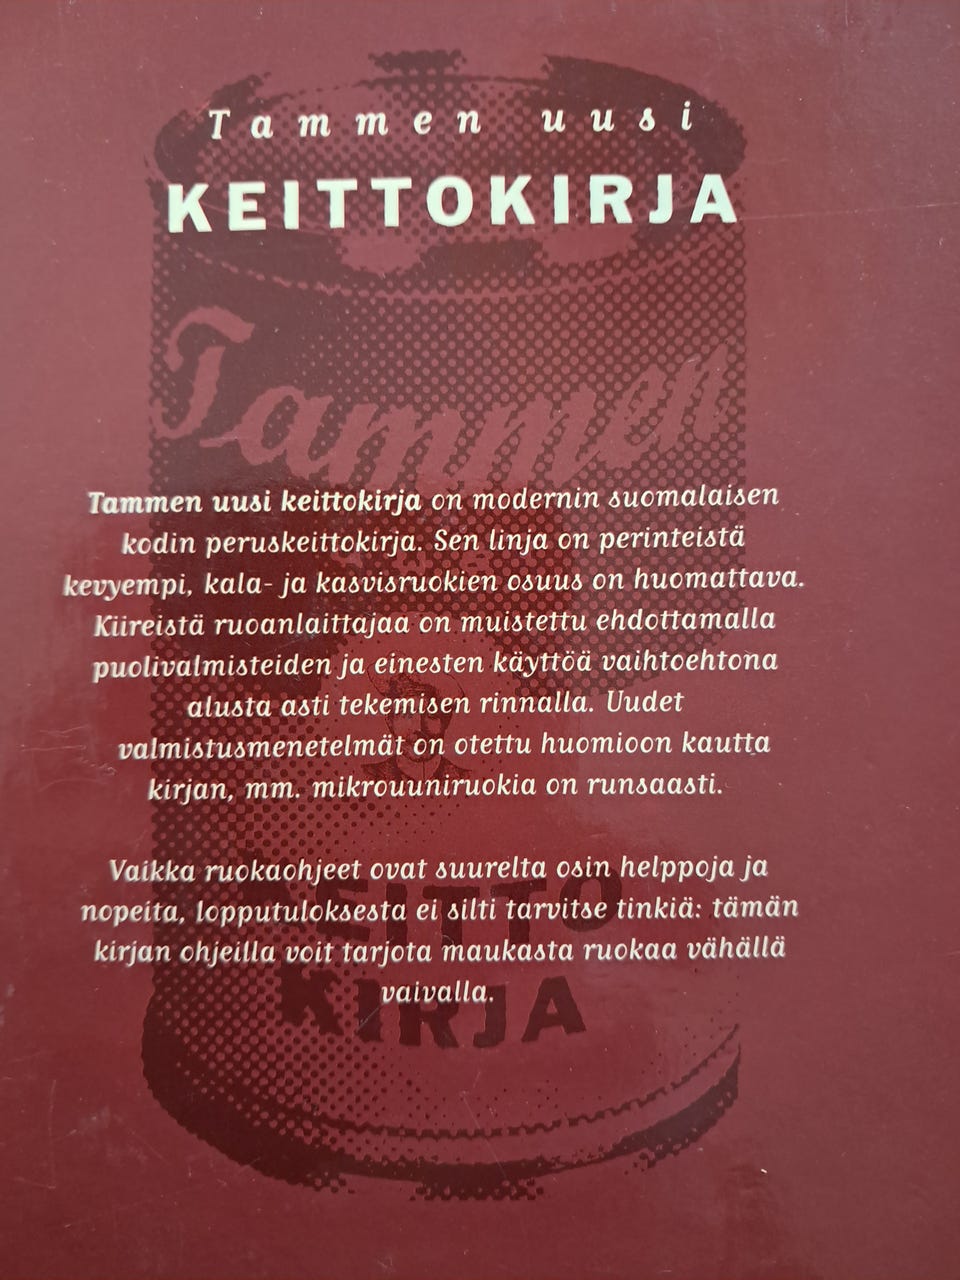 Tammen uusi
KEITTOKIRJA
Tammen
Tammen uusi keittokirja on modernin suomalaisen
kodin peruskeittokirja. Sen linja on perinteistä
kevyempi, kala- ja kasvisruokien osuus on huomattava.
Kiireistä ruoanlaittajaa on muistettu ehdottamalla
puolivalmisteiden ja einesten käyttöä vaihtoehtona
alusta asti tekemisen rinnalla. Uudet
valmistusmenetelmät on otettu huomioon kautta
kirjan, mm. mikrouuniruokia on runsaasti.
Vaikka ruokaohjeet ovat suurelta osin helppoja ja
nopeita, lopputuloksesta ei silti tarvitse tinkiä: tämän
kirjan ohjeilla voit tarjota maukasta ruokaa vähällä
vaivalla.
KEITTO
KIRJA